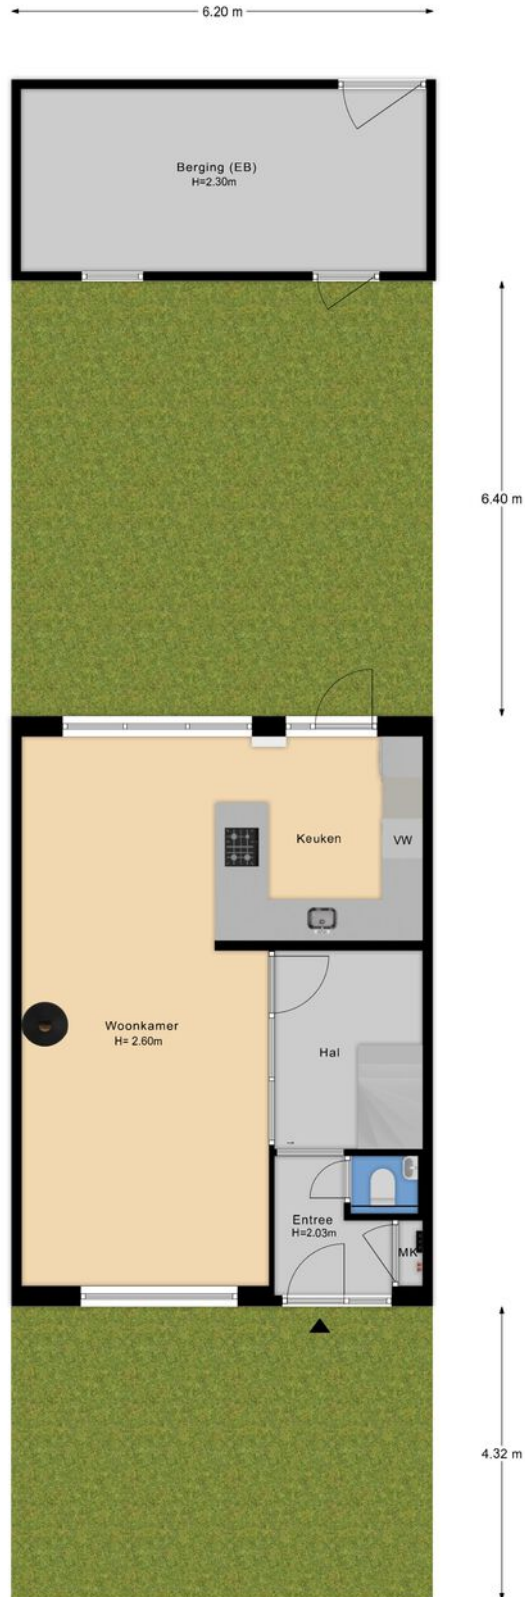 6.20 m
Berging (EB)
H=2.30m
6.40 m
Keuken
VW
Woonkamer
H= 2.60m
Hal
Entree
H=2.03m
MK
4.32 m